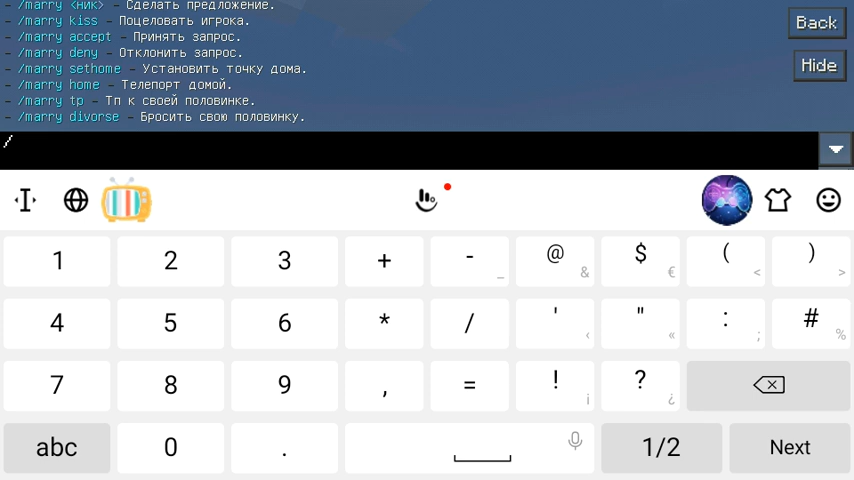 - /marry <ник> - Сделать предложение.
- /marry kiss - Поцеловать игрока.
- /marry accept - Принять запрос.
- /marry deny - Отклонить запрос.
- /marry sethome - Установить точку дома.
- /marry home - Телепорт домой.
- /marry tp - Тп к своей половинке.
- /marry divorse - Бросить свою половинку.
Back
Hide
/
1 2 3 + - _ @ & $ € ( < ) >
4 5 6 * / ' ‹ " « : ; # %
7 8 9 , = ! ¡ ? ¿
abc 0 . 1/2 Next